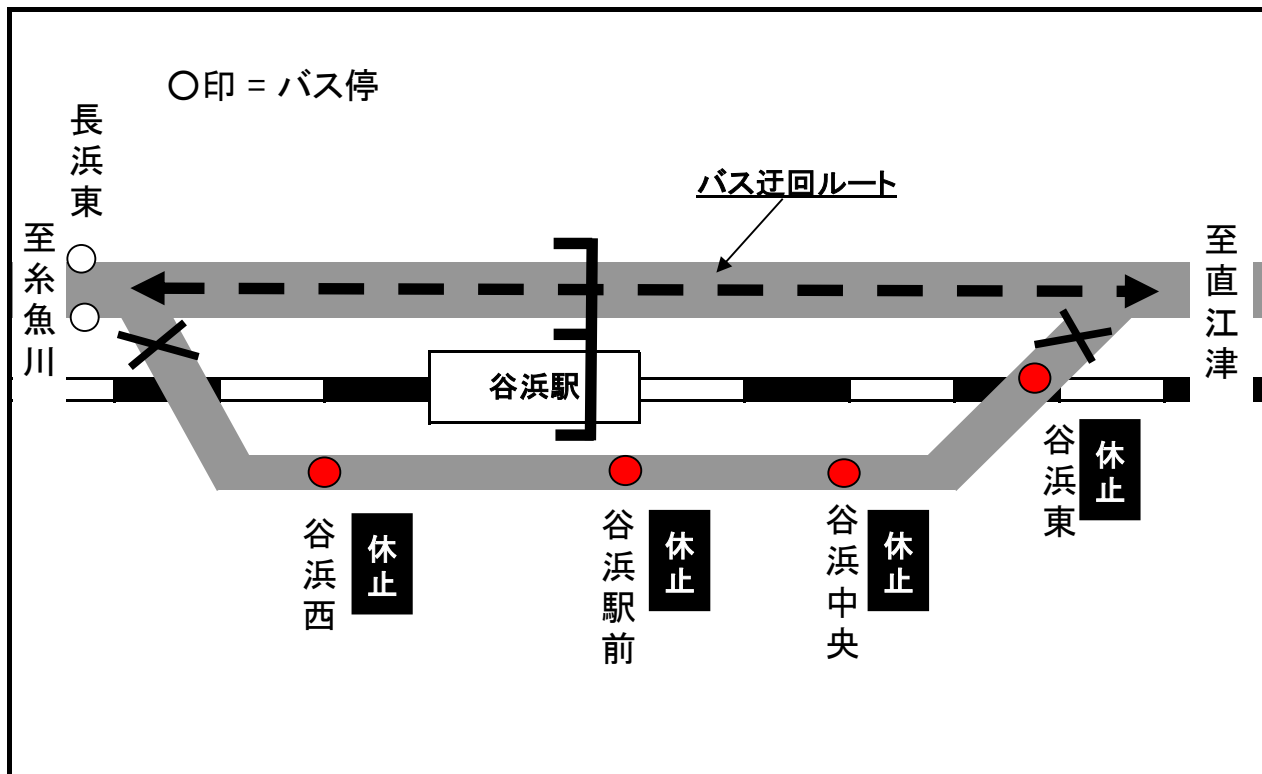 ○印 = バス停
長浜東
バス迂回ルート
至糸魚川
至直江津
谷浜駅
谷浜東
休止
谷浜西
休止
谷浜駅前
休止
谷浜中央
休止